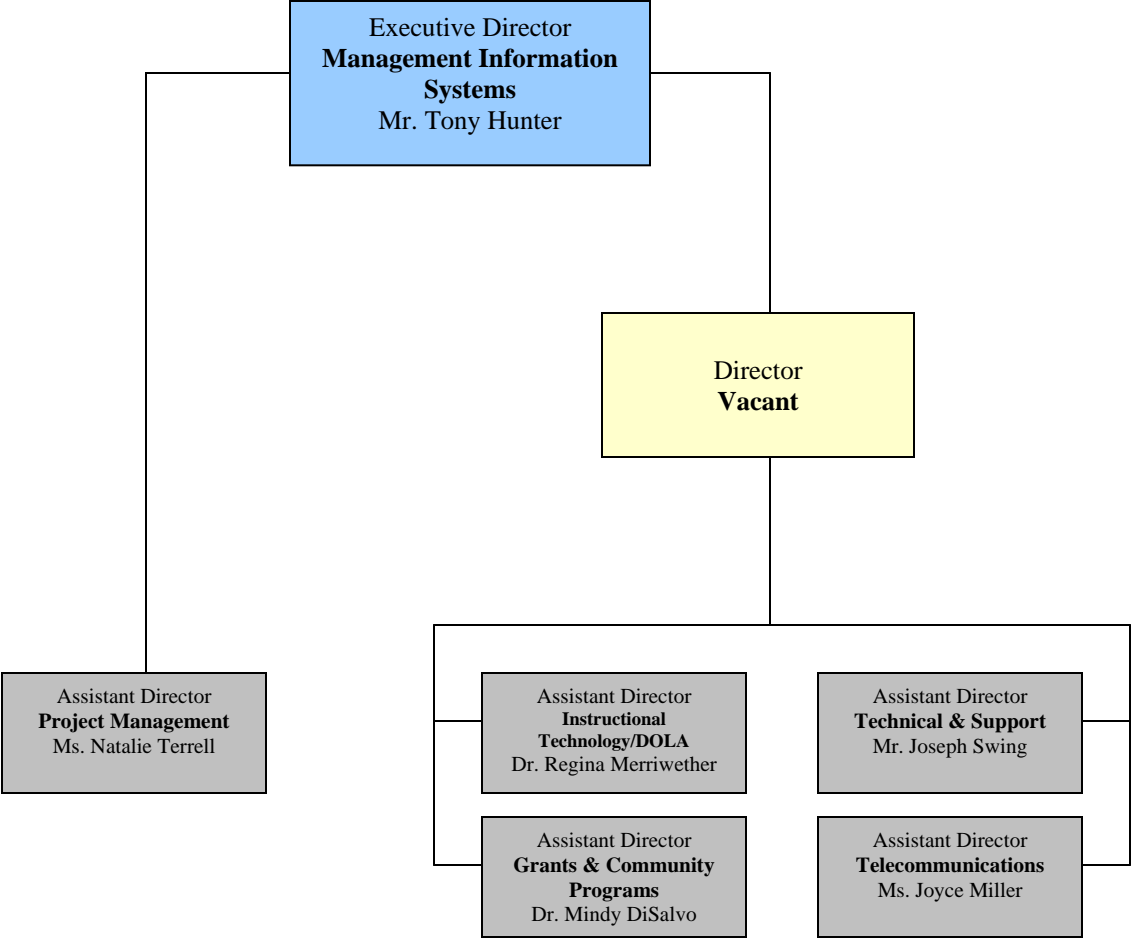 Executive Director
Management Information
Systems
Mr. Tony Hunter
Director
Vacant
Assistant Director
Project Management
Ms. Natalie Terrell
Assistant Director
Instructional
Technology/DOLA
Dr. Regina Merriwether
Assistant Director
Technical & Support
Mr. Joseph Swing
Assistant Director
Grants & Community
Programs
Dr. Mindy DiSalvo
Assistant Director
Telecommunications
Ms. Joyce Miller